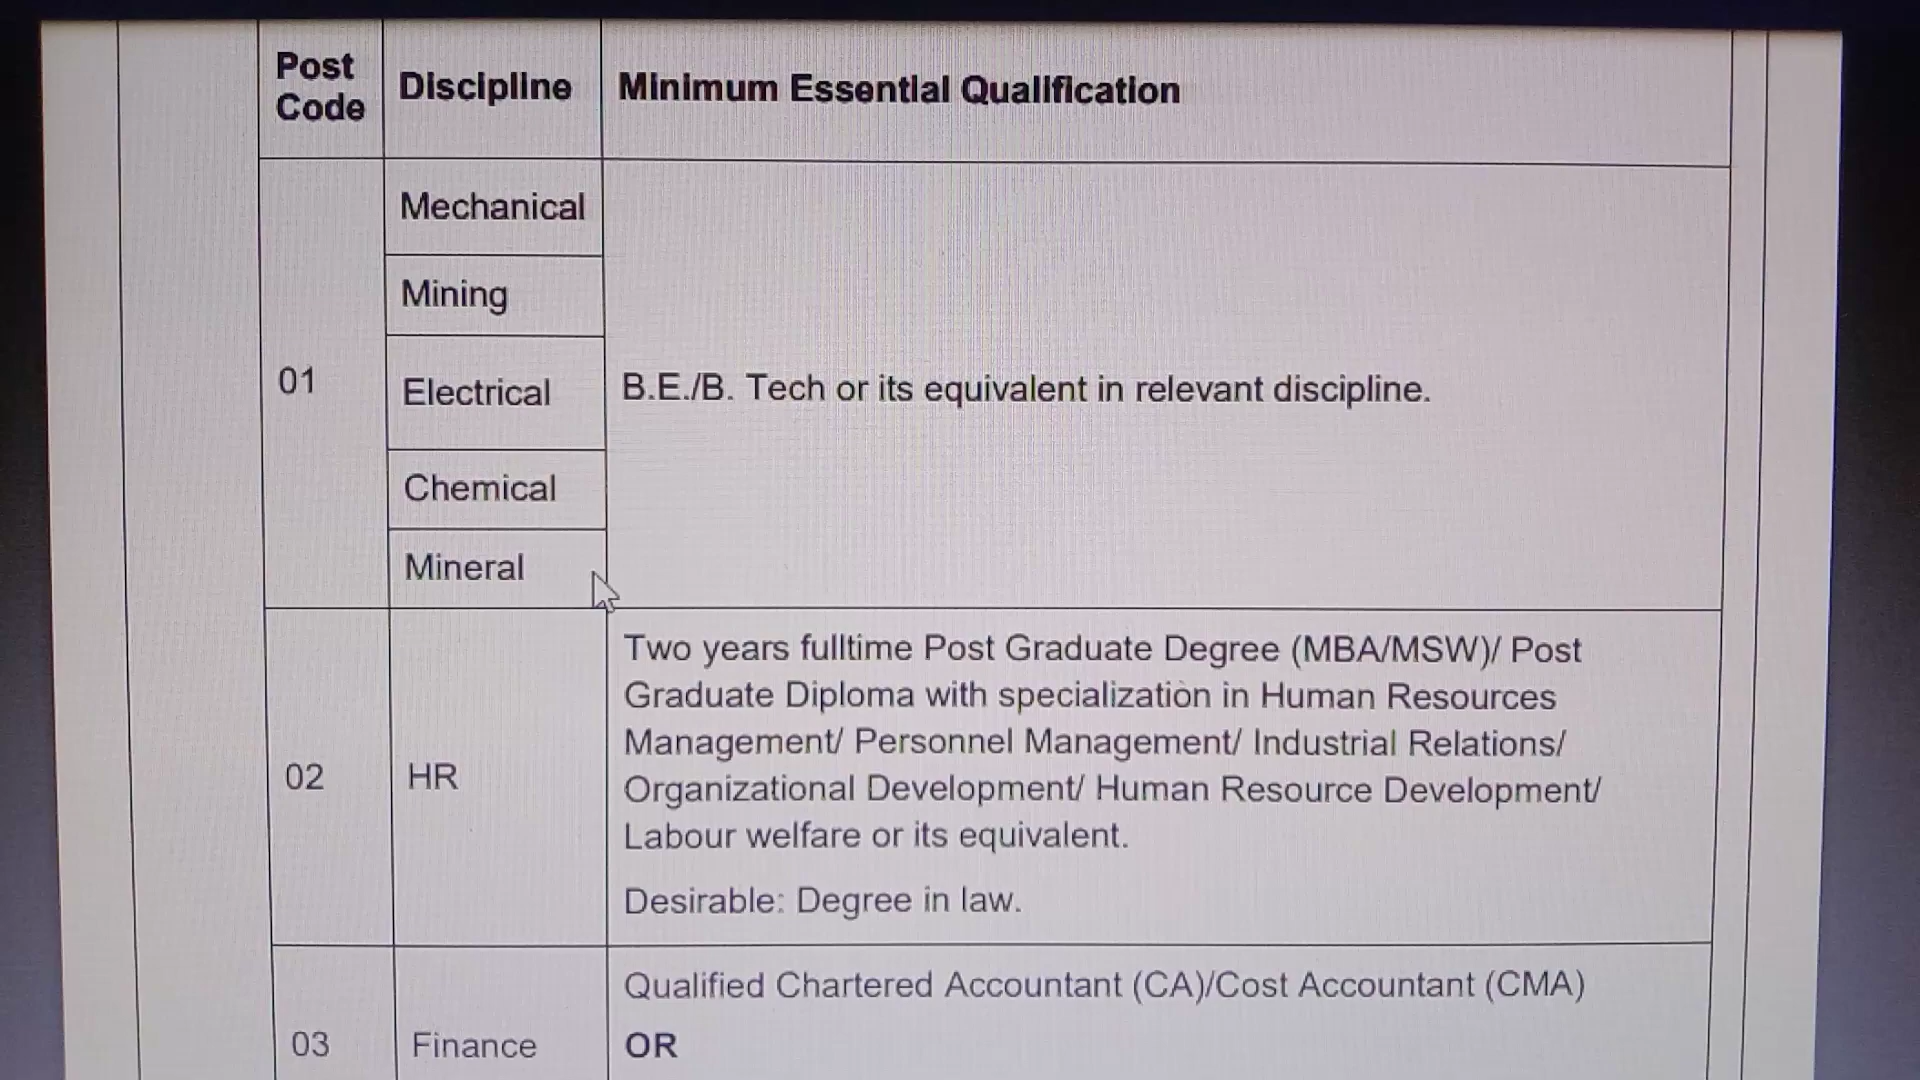 Post Code
Discipline
Minimum Essential Qualification
01
Mechanical
Mining
Electrical
Chemical
Mineral
B.E./B. Tech or its equivalent in relevant discipline.
02
HR
Two years fulltime Post Graduate Degree (MBA/MSW)/ Post
Graduate Diploma with specialization in Human Resources
Management/ Personnel Management/ Industrial Relations/
Organizational Development/ Human Resource Development/
Labour welfare or its equivalent.
Desirable: Degree in law.
03
Finance
Qualified Chartered Accountant (CA)/Cost Accountant (CMA)
OR